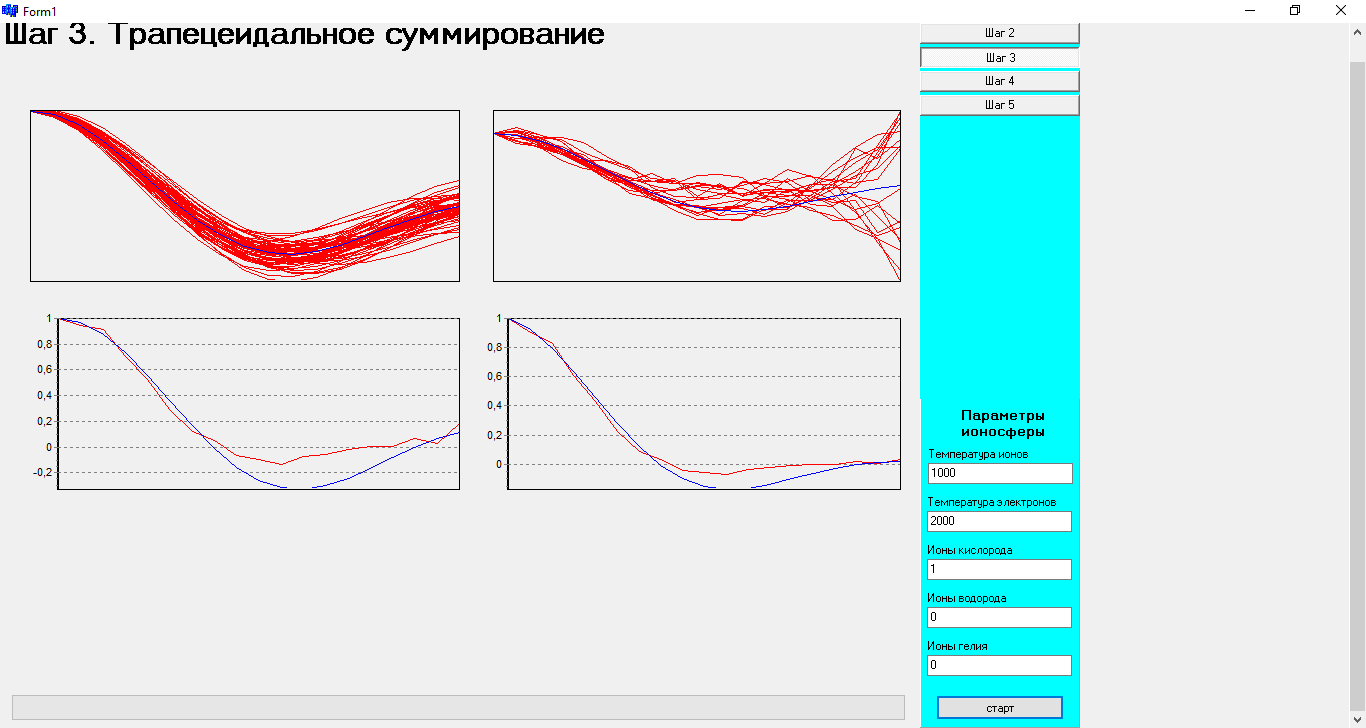 Form1
Шаг 3. Трапецеидальное суммирование
Шаг 2
Шаг 3
Шаг 4
Шаг 5
1
0,8
0,6
0,4
0,2
0
-0,2
1
0,8
0,6
0,4
0,2
0
Параметры
ионосферы
Температура ионов
1000
Температура электронов
2000
Ионы кислорода
1
Ионы водорода
0
Ионы гелия
0
старт